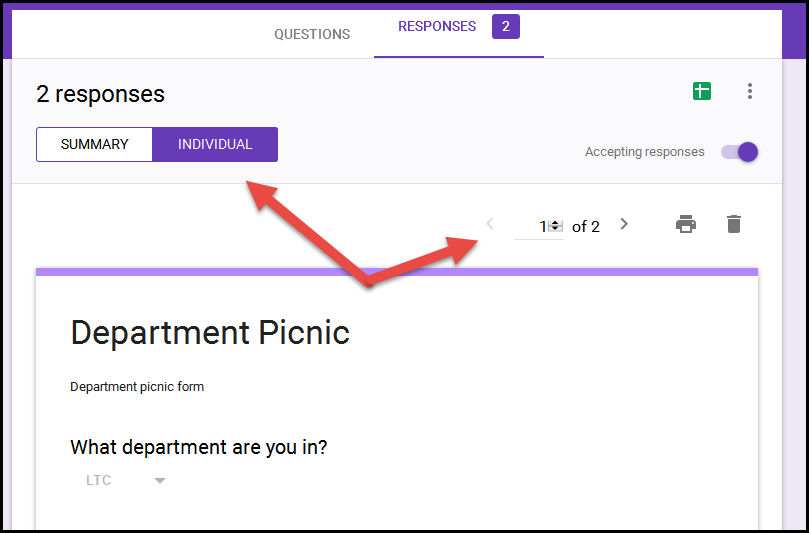 QUESTIONS RESPONSES 2
2 responses
SUMMARY INDIVIDUAL
Accepting responses
1 of 2
Department Picnic
Department picnic form
What department are you in?
LTC